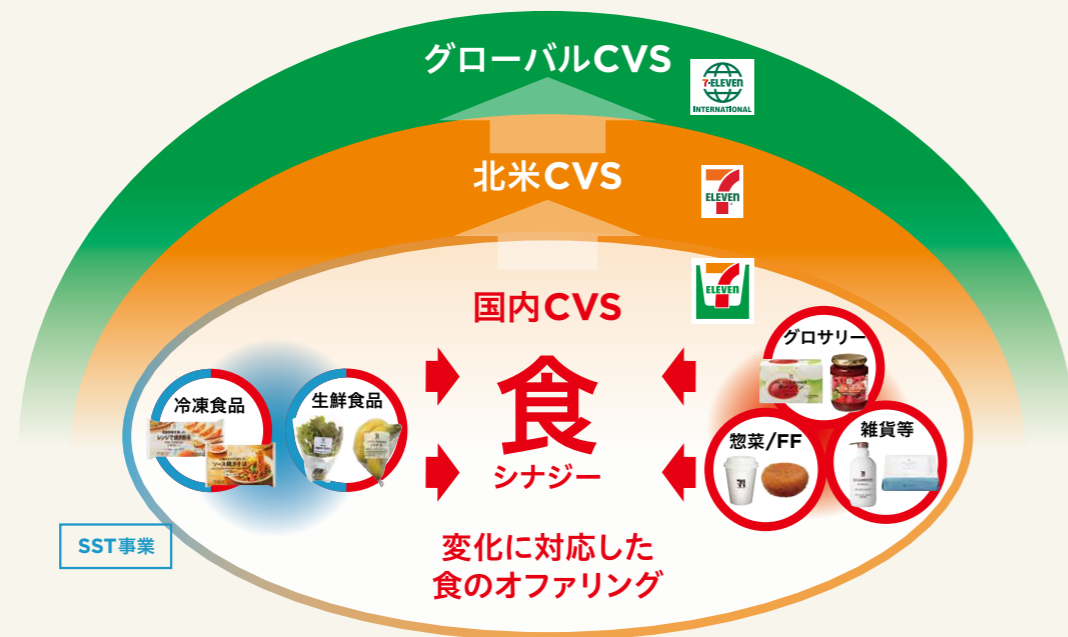 グローバルCVS
7-ELEVEN
INTERNATIONAL
北米CVS
7
ELEVEN
国内CVS
7
ELEVEN
グロサリー
食
シナジー
冷凍食品
生鮮食品
惣菜/FF
雑貨等
SST事業
変化に対応した
食のオファリング